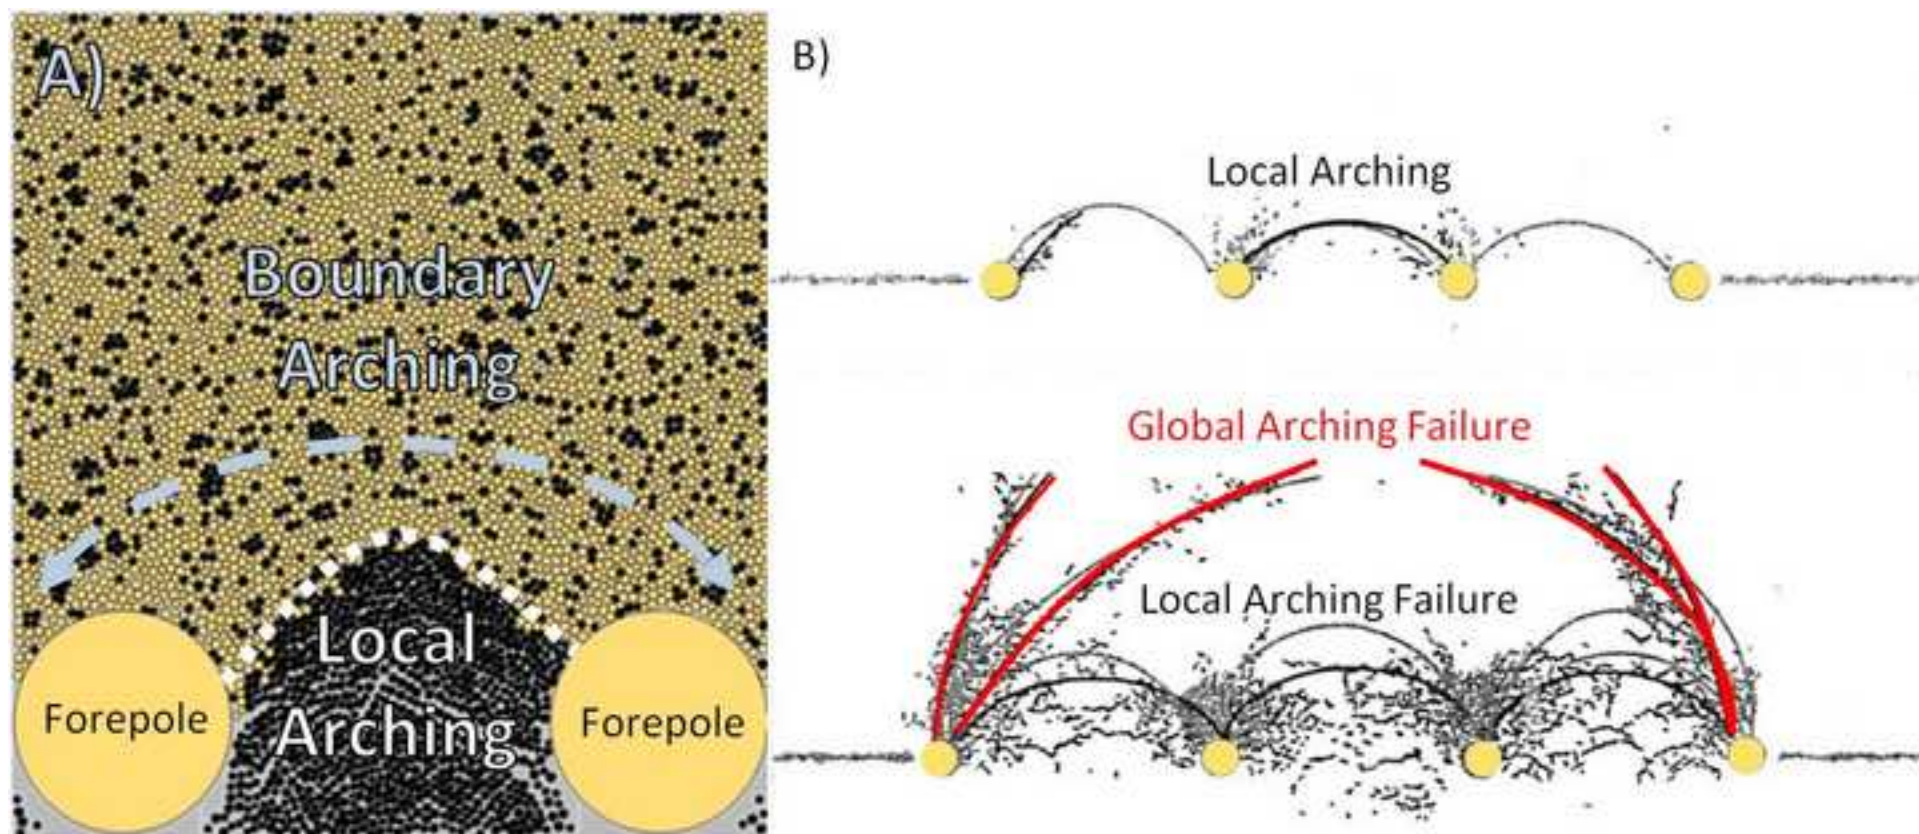 A)
Boundary
Arching
Local
Arching
Forepole
Forepole
B)
Local Arching
Global Arching Failure
Local Arching Failure